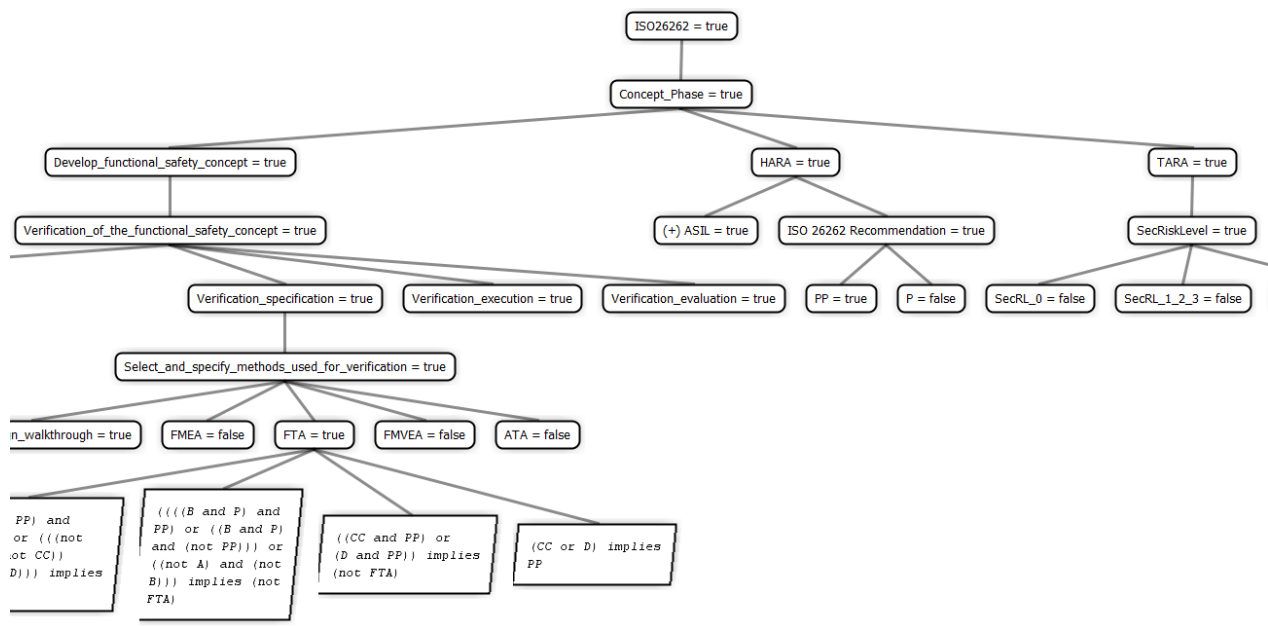 ISO26262 = true
Concept_Phase = true
Develop_functional_safety_concept = true
HARA = true
TARA = true
Verification_of_the_functional_safety_concept = true
(+) ASIL = true
ISO 26262 Recommendation = true
SecRiskLevel = true
Verification_specification = true
Verification_execution = true
Verification_evaluation = true
PP = true
P = false
SecRL_0 = false
SecRL_1_2_3 = false
Select_and_specify_methods_used_for_verification = true
_walkthrough = true
FMEA = false
FTA = true
FMVEA = false
ATA = false
PP) and
or (((not
not CC))
D))) implies
((((B and P) and
PP) or ((B and P)
and (not PP))) or
((not A) and (not
B))) implies (not
FTA)
((CC and PP) or
(D and PP)) implies
(not FTA)
(CC or D) implies
PP